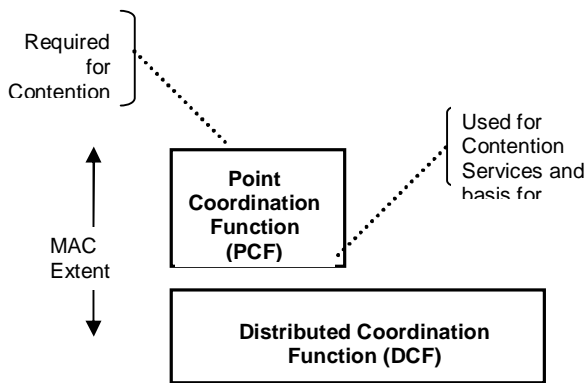 Required
for
Contention
Used for
Contention
Services and
basis for
Point
Coordination
Function
(PCF)
MAC
Extent
Distributed Coordination
Function (DCF)